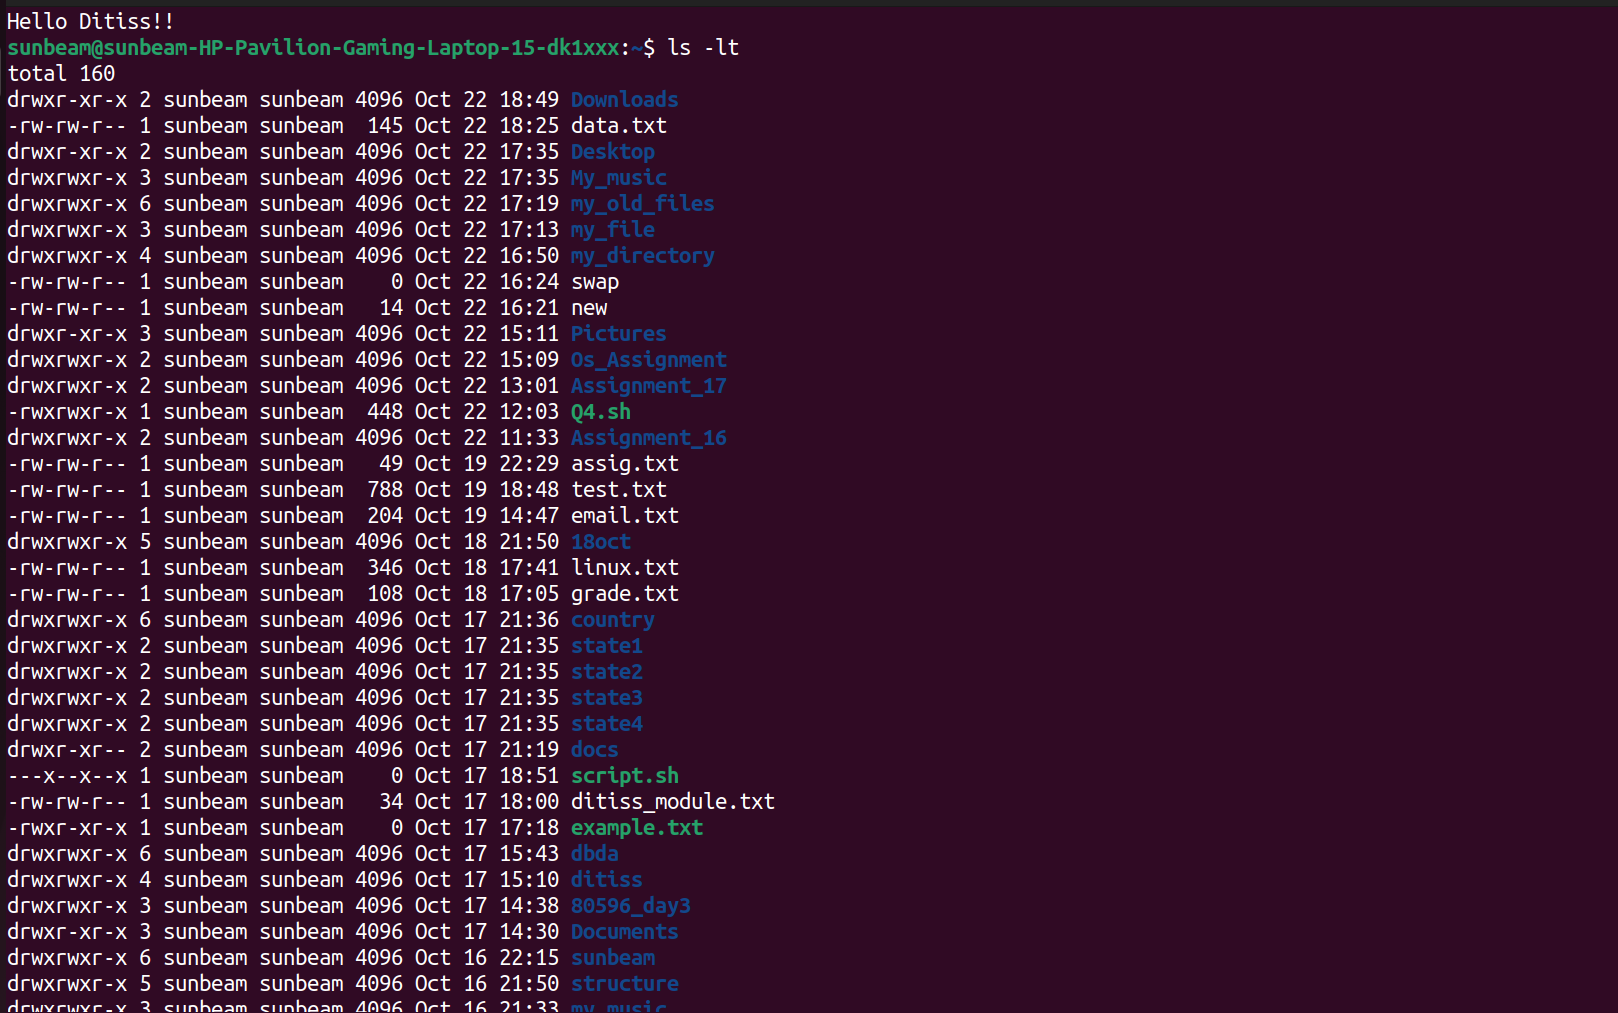 Hello Ditiss!!
sunbeam@sunbeam-HP-Pavilion-Gaming-Laptop-15-dk1xxx:~$ ls -lt
total 160
drwxr-xr-x 2 sunbeam sunbeam 4096 Oct 22 18:49 Downloads
-rw-rw-r-- 1 sunbeam sunbeam  145 Oct 22 18:25 data.txt
drwxr-xr-x 2 sunbeam sunbeam 4096 Oct 22 17:35 Desktop
drwxrwxr-x 3 sunbeam sunbeam 4096 Oct 22 17:35 My_music
drwxrwxr-x 6 sunbeam sunbeam 4096 Oct 22 17:19 my_old_files
drwxrwxr-x 3 sunbeam sunbeam 4096 Oct 22 17:13 my_file
drwxrwxr-x 4 sunbeam sunbeam 4096 Oct 22 16:50 my_directory
-rw-rw-r-- 1 sunbeam sunbeam    0 Oct 22 16:24 swap
-rw-rw-r-- 1 sunbeam sunbeam   14 Oct 22 16:21 new
drwxr-xr-x 3 sunbeam sunbeam 4096 Oct 22 15:11 Pictures
drwxrwxr-x 2 sunbeam sunbeam 4096 Oct 22 15:09 Os_Assignment
drwxrwxr-x 2 sunbeam sunbeam 4096 Oct 22 13:01 Assignment_17
-rwxrwxr-x 1 sunbeam sunbeam  448 Oct 22 12:03 Q4.sh
drwxrwxr-x 2 sunbeam sunbeam 4096 Oct 22 11:33 Assignment_16
-rw-rw-r-- 1 sunbeam sunbeam   49 Oct 19 22:29 assig.txt
-rw-rw-r-- 1 sunbeam sunbeam  788 Oct 19 18:48 test.txt
-rw-rw-r-- 1 sunbeam sunbeam  204 Oct 19 14:47 email.txt
drwxrwxr-x 5 sunbeam sunbeam 4096 Oct 18 21:50 18oct
-rw-rw-r-- 1 sunbeam sunbeam  346 Oct 18 17:41 linux.txt
-rw-rw-r-- 1 sunbeam sunbeam  108 Oct 18 17:05 grade.txt
drwxrwxr-x 6 sunbeam sunbeam 4096 Oct 17 21:36 country
drwxrwxr-x 2 sunbeam sunbeam 4096 Oct 17 21:35 state1
drwxrwxr-x 2 sunbeam sunbeam 4096 Oct 17 21:35 state2
drwxrwxr-x 2 sunbeam sunbeam 4096 Oct 17 21:35 state3
drwxrwxr-x 2 sunbeam sunbeam 4096 Oct 17 21:35 state4
drwxr-xr-- 2 sunbeam sunbeam 4096 Oct 17 21:19 docs
---x--x--x 1 sunbeam sunbeam    0 Oct 17 18:51 script.sh
-rw-rw-r-- 1 sunbeam sunbeam   34 Oct 17 18:00 ditiss_module.txt
-rwxr-xr-x 1 sunbeam sunbeam    0 Oct 17 17:18 example.txt
drwxrwxr-x 6 sunbeam sunbeam 4096 Oct 17 15:43 dbda
drwxrwxr-x 4 sunbeam sunbeam 4096 Oct 17 15:10 ditiss
drwxrwxr-x 3 sunbeam sunbeam 4096 Oct 17 14:38 80596_day3
drwxr-xr-x 3 sunbeam sunbeam 4096 Oct 17 14:30 Documents
drwxrwxr-x 6 sunbeam sunbeam 4096 Oct 16 22:15 sunbeam
drwxrwxr-x 5 sunbeam sunbeam 4096 Oct 16 21:50 structure
drwxrwxr-x 3 sunbeam sunbeam 4096 Oct 16 21:33 my_music